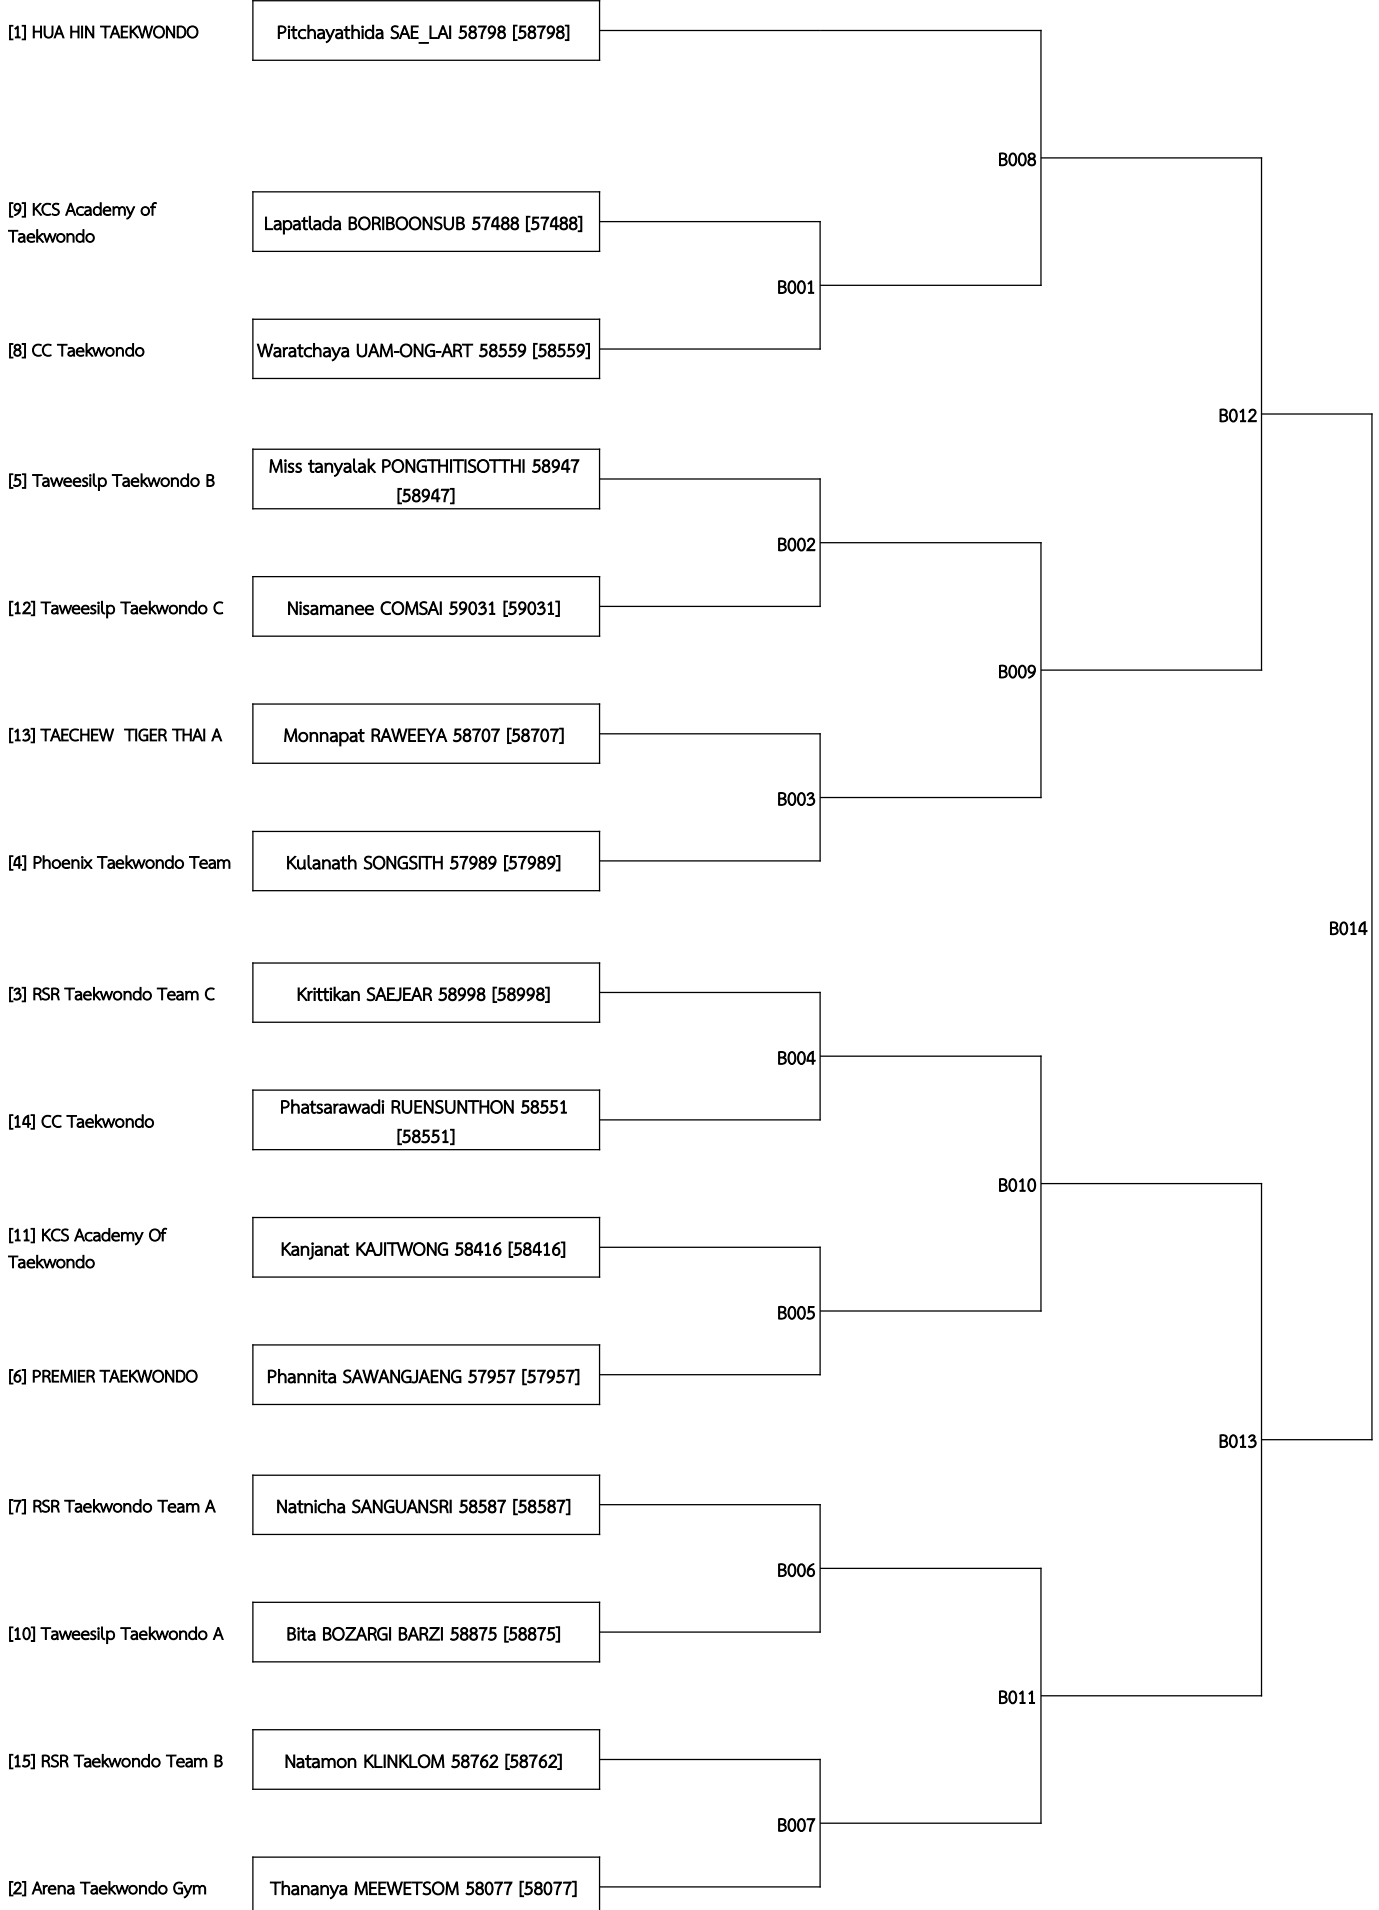 [1] HUA HIN TAEKWONDO
Pitchayathida SAE_LAI 58798 [58798]
B008
[9] KCS Academy of
Taekwondo
Lapatlada BORIBOONSUB 57488 [57488]
B001
[8] CC Taekwondo
Waratchaya UAM-ONG-ART 58559 [58559]
B012
[5] Taweesilp Taekwondo B
Miss tanyalak PONGTHITISOTTHI 58947
[58947]
B002
[12] Taweesilp Taekwondo C
Nisamanee COMSAI 59031 [59031]
B009
[13] TAECHEW  TIGER THAI A
Monnapat RAWEEYA 58707 [58707]
B003
[4] Phoenix Taekwondo Team
Kulanath SONGSITH 57989 [57989]
B014
[3] RSR Taekwondo Team C
Krittikan SAEJEAR 58998 [58998]
B004
[14] CC Taekwondo
Phatsarawadi RUENSUNTHON 58551
[58551]
B010
[11] KCS Academy Of
Taekwondo
Kanjanat KAJITWONG 58416 [58416]
B005
[6] PREMIER TAEKWONDO
Phannita SAWANGJAENG 57957 [57957]
B013
[7] RSR Taekwondo Team A
Natnicha SANGUANSRI 58587 [58587]
B006
[10] Taweesilp Taekwondo A
Bita BOZARGI BARZI 58875 [58875]
B011
[15] RSR Taekwondo Team B
Natamon KLINKLOM 58762 [58762]
B007
[2] Arena Taekwondo Gym
Thananya MEEWETSOM 58077 [58077]